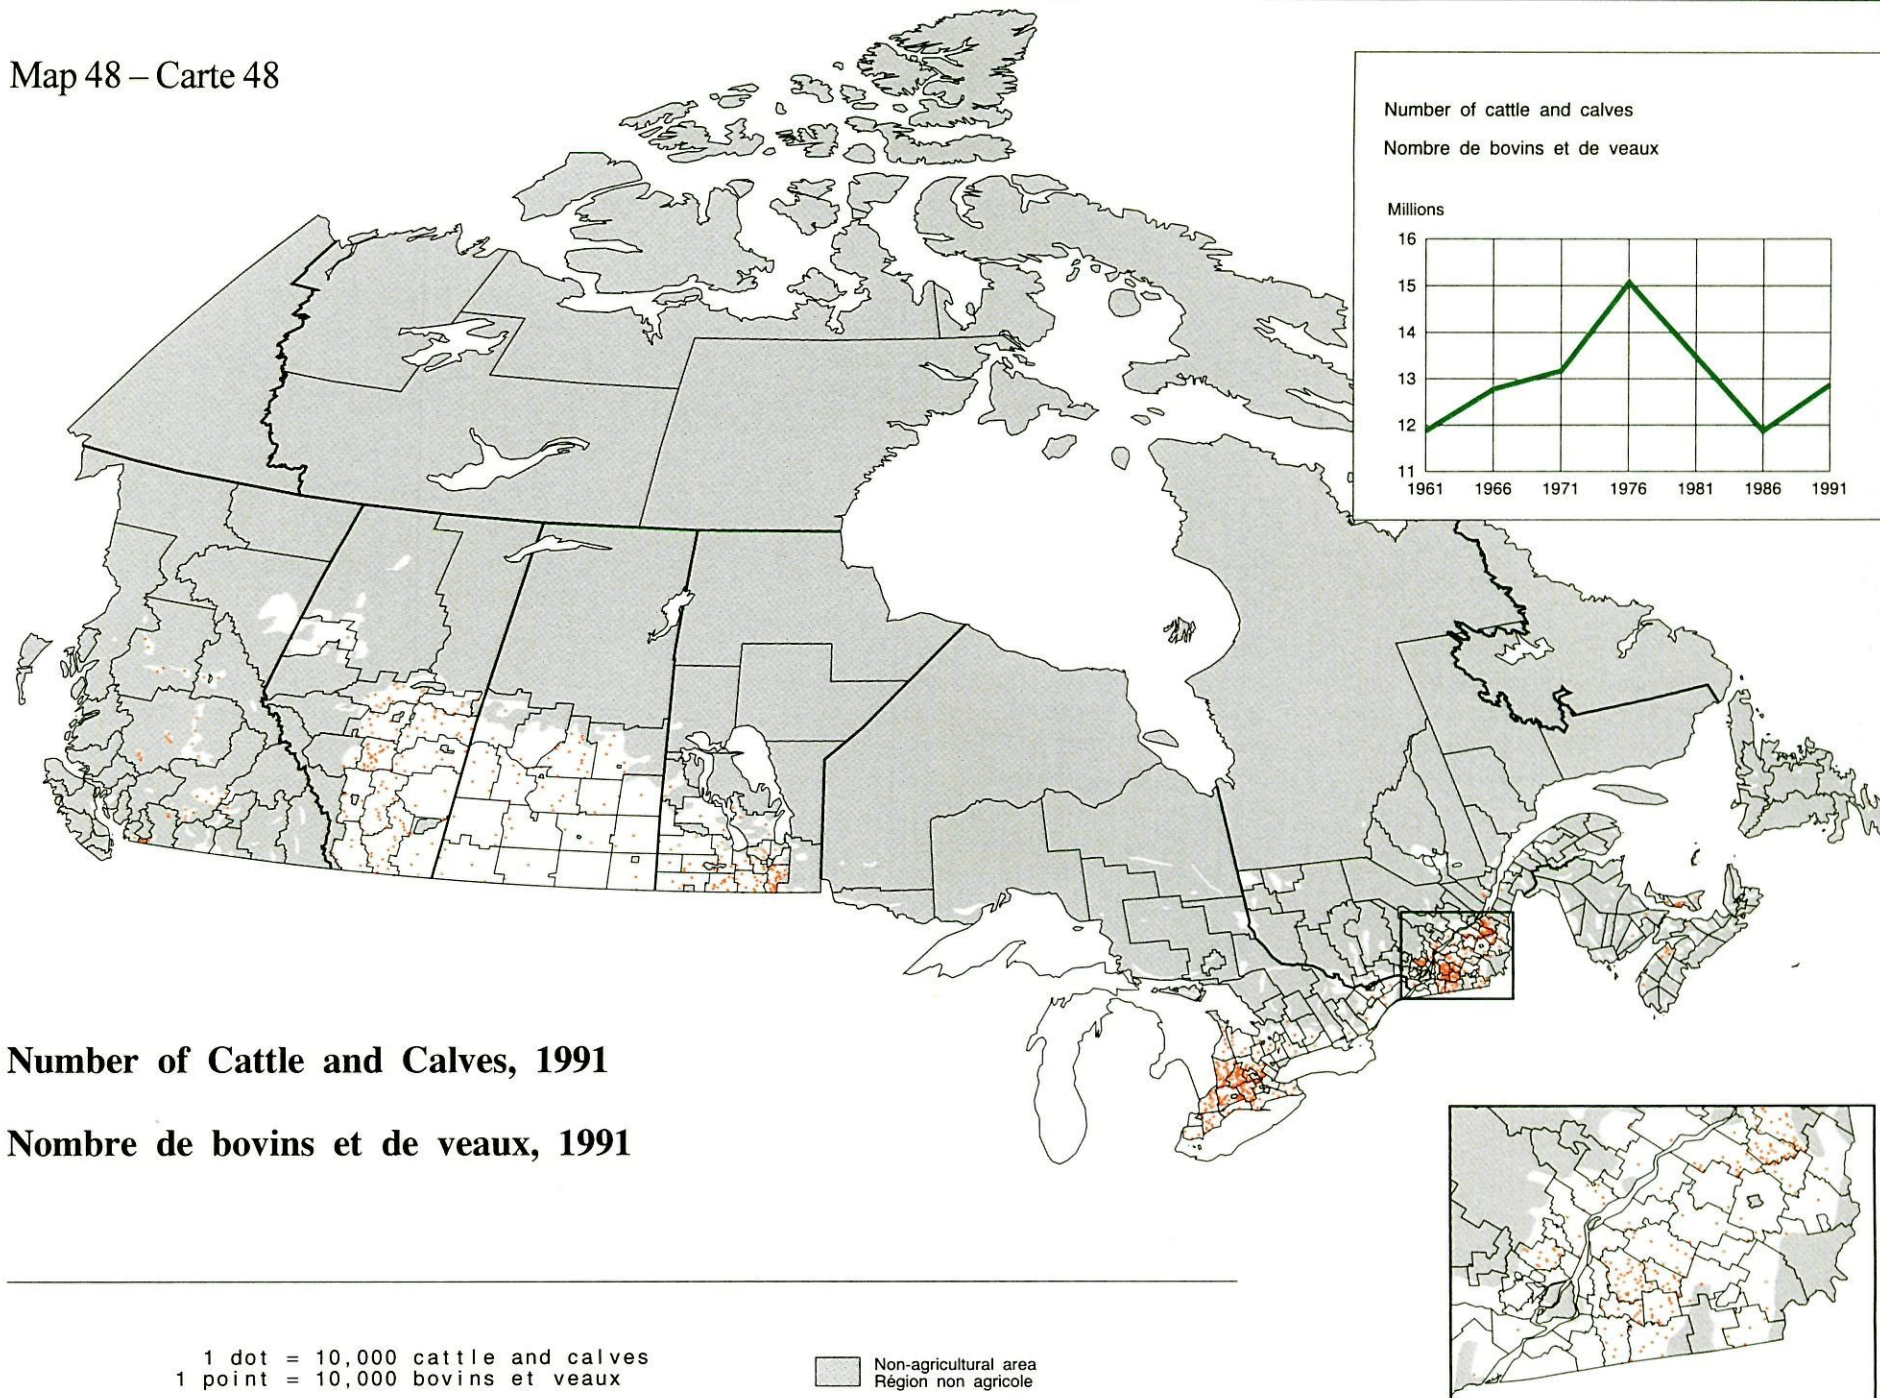 Map 48 – Carte 48
Number of cattle and calves
Nombre de bovins et de veaux
Millions
16
15
14
13
12
11
1961 1966 1971 1976 1981 1986 1991
Number of Cattle and Calves, 1991
Nombre de bovins et de veaux, 1991
1 dot = 10,000 cattle and calves
1 point = 10,000 bovins et veaux
Non-agricultural area
Région non agricole